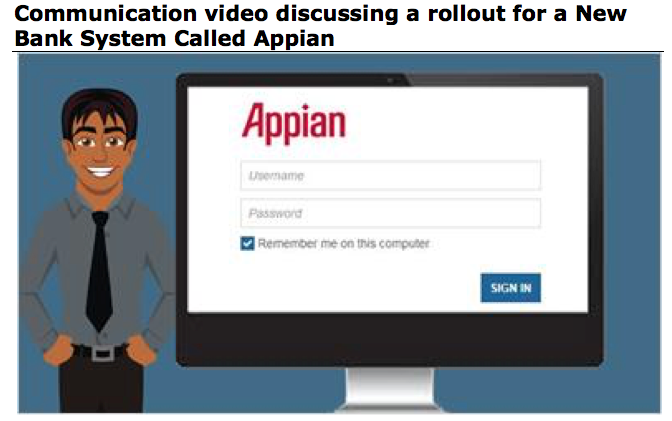 Communication video discussing a rollout for a New
Bank System Called Appian
Appian
Username
Password
Remember me on this computer
SIGN IN